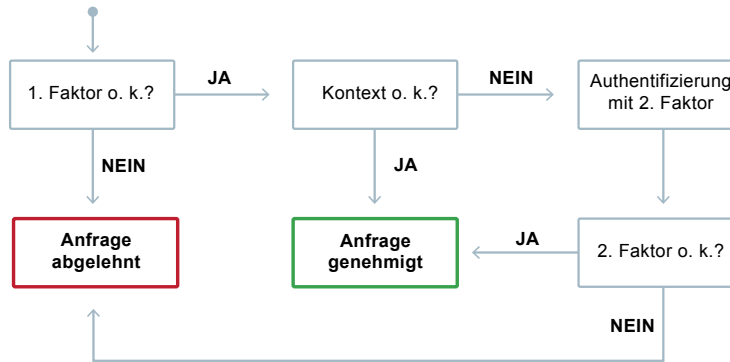 1. Faktor o. k.?
JA
Kontext o. k.?
NEIN
Authentifizierung
mit 2. Faktor
NEIN
JA
Anfrage
abgelehnt
Anfrage
genehmigt
JA
2. Faktor o. k.?
NEIN